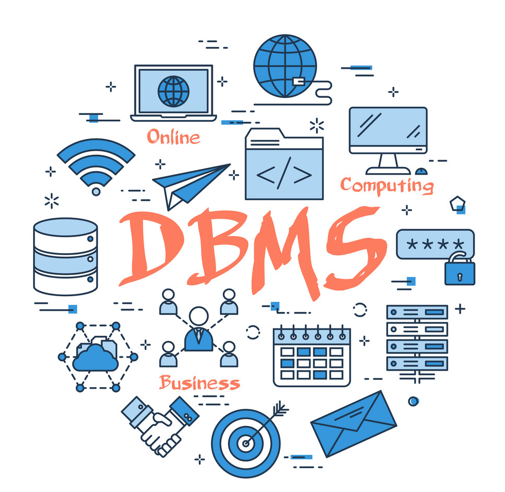 Online
</>
Computing
DBMS
****
Business